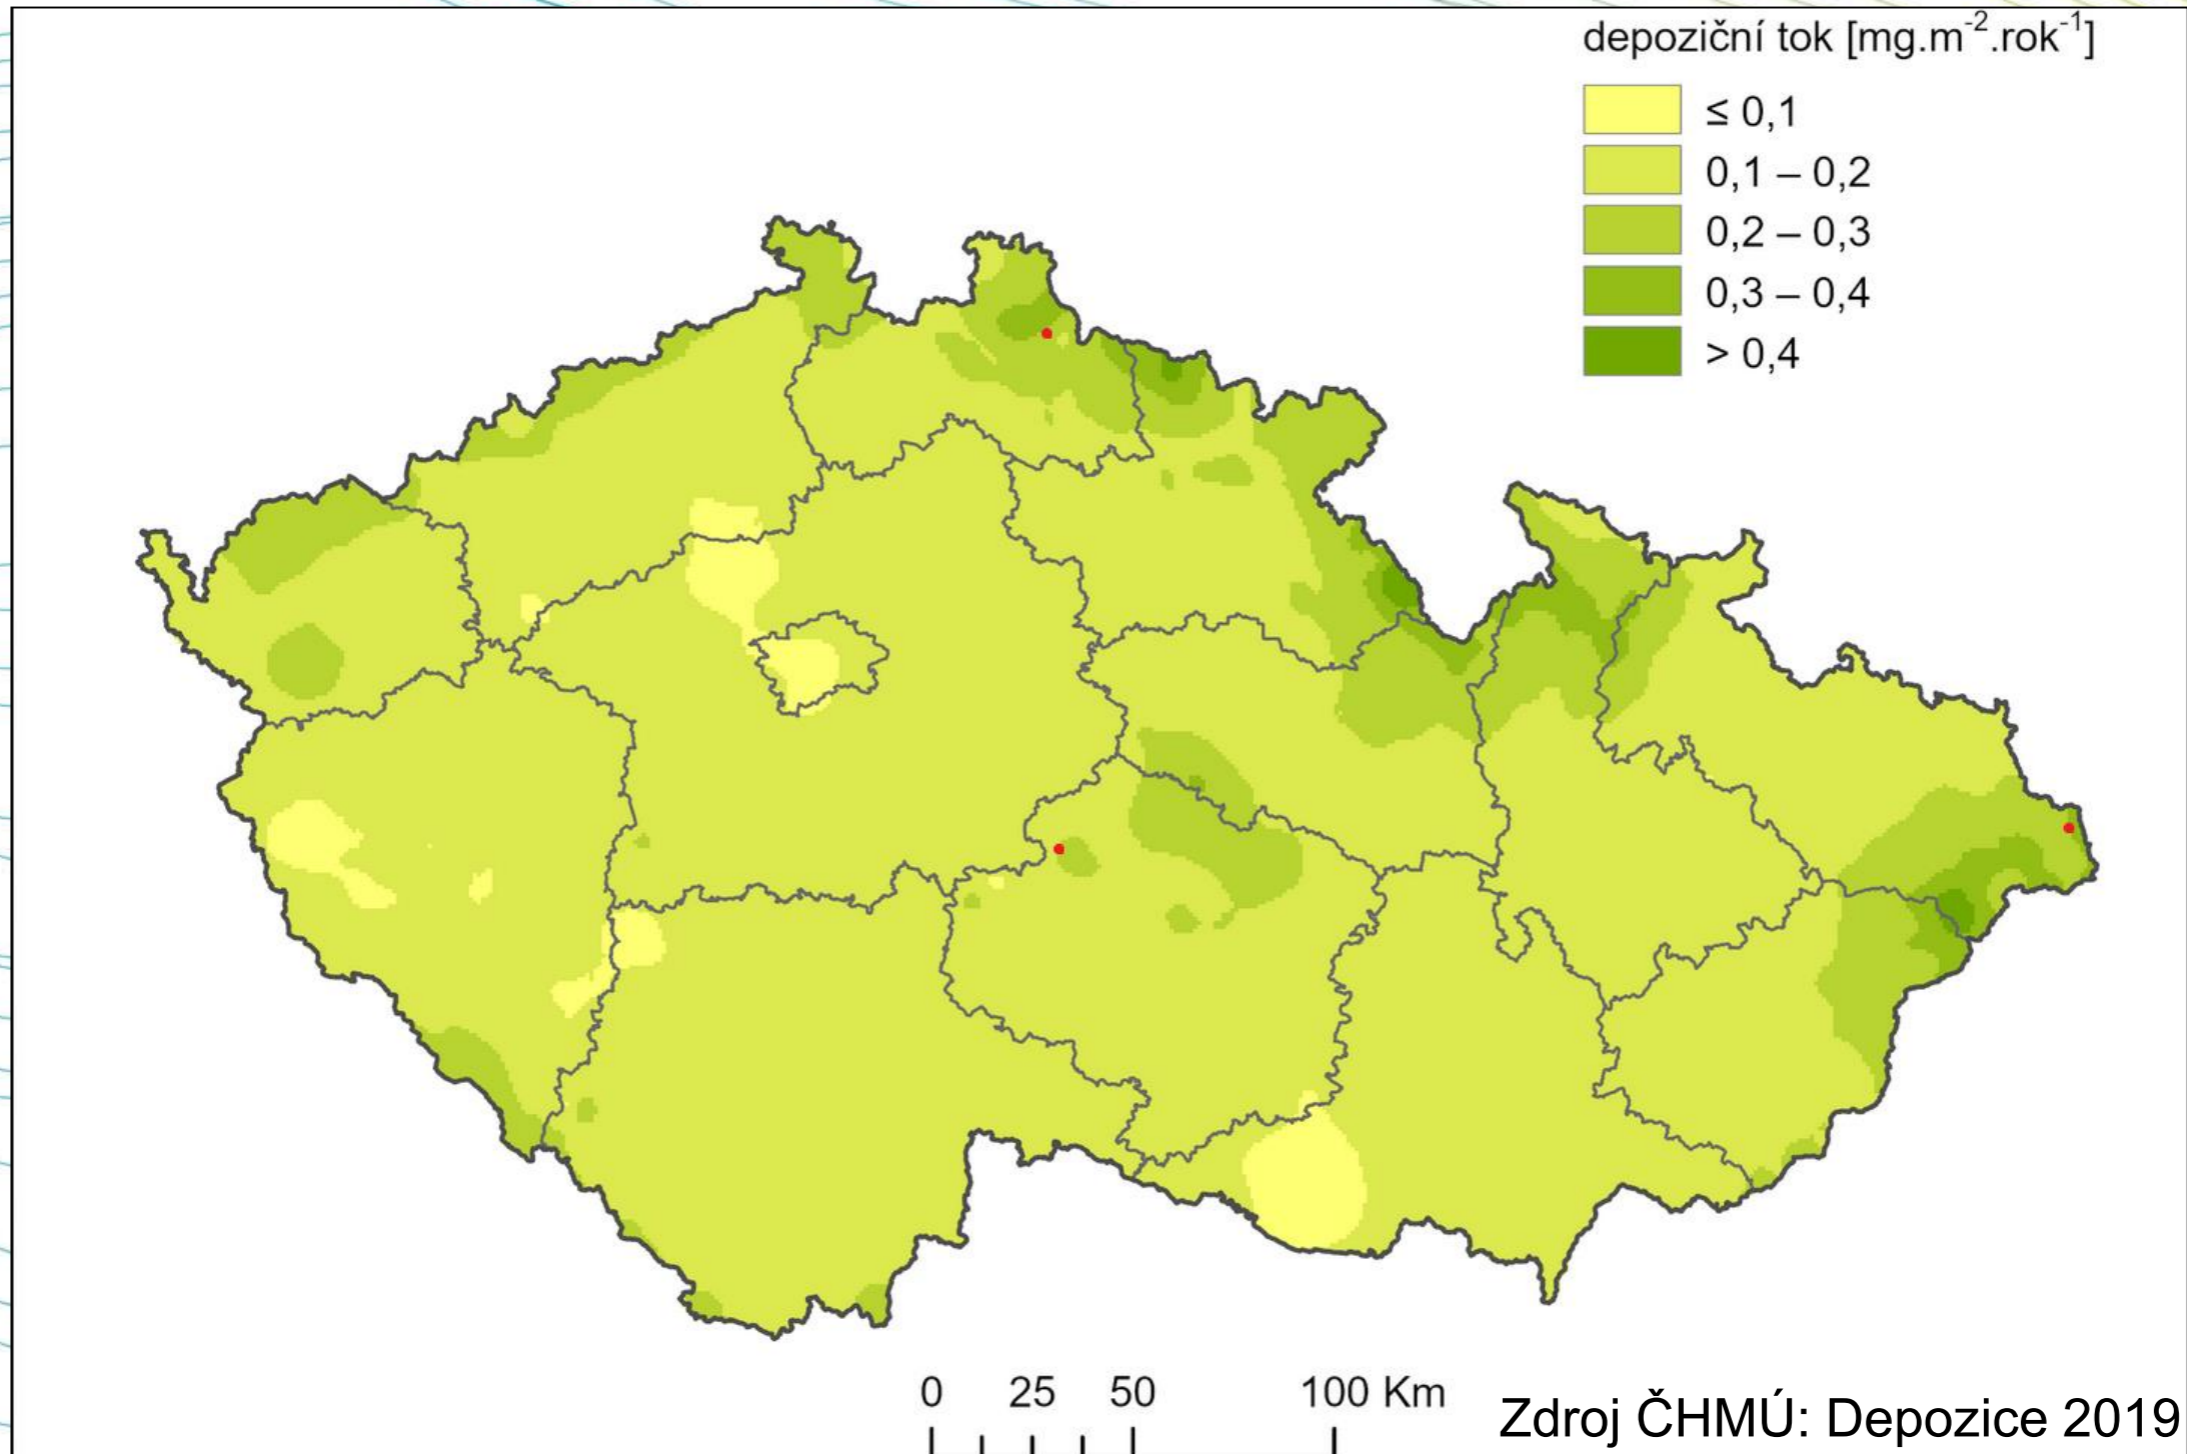 depoziční tok [mg.m⁻².rok⁻¹]
≤ 0,1
0,1 – 0,2
0,2 – 0,3
0,3 – 0,4
> 0,4
0 25 50 100 Km
Zdroj ČHMÚ: Depozice 2019